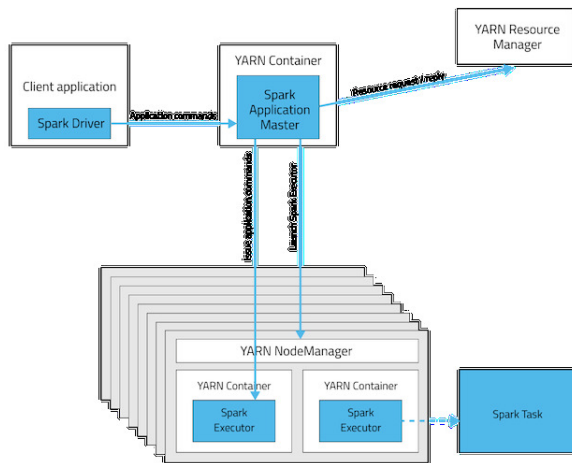 YARN Resource
Manager
YARN Container
Client application
Spark
Application
Master
Resource request / reply
Spark Driver
Application commands
Issue application commands
Launch Spark Executor
YARN NodeManager
YARN Container
YARN Container
Spark
Executor
Spark
Executor
Spark Task